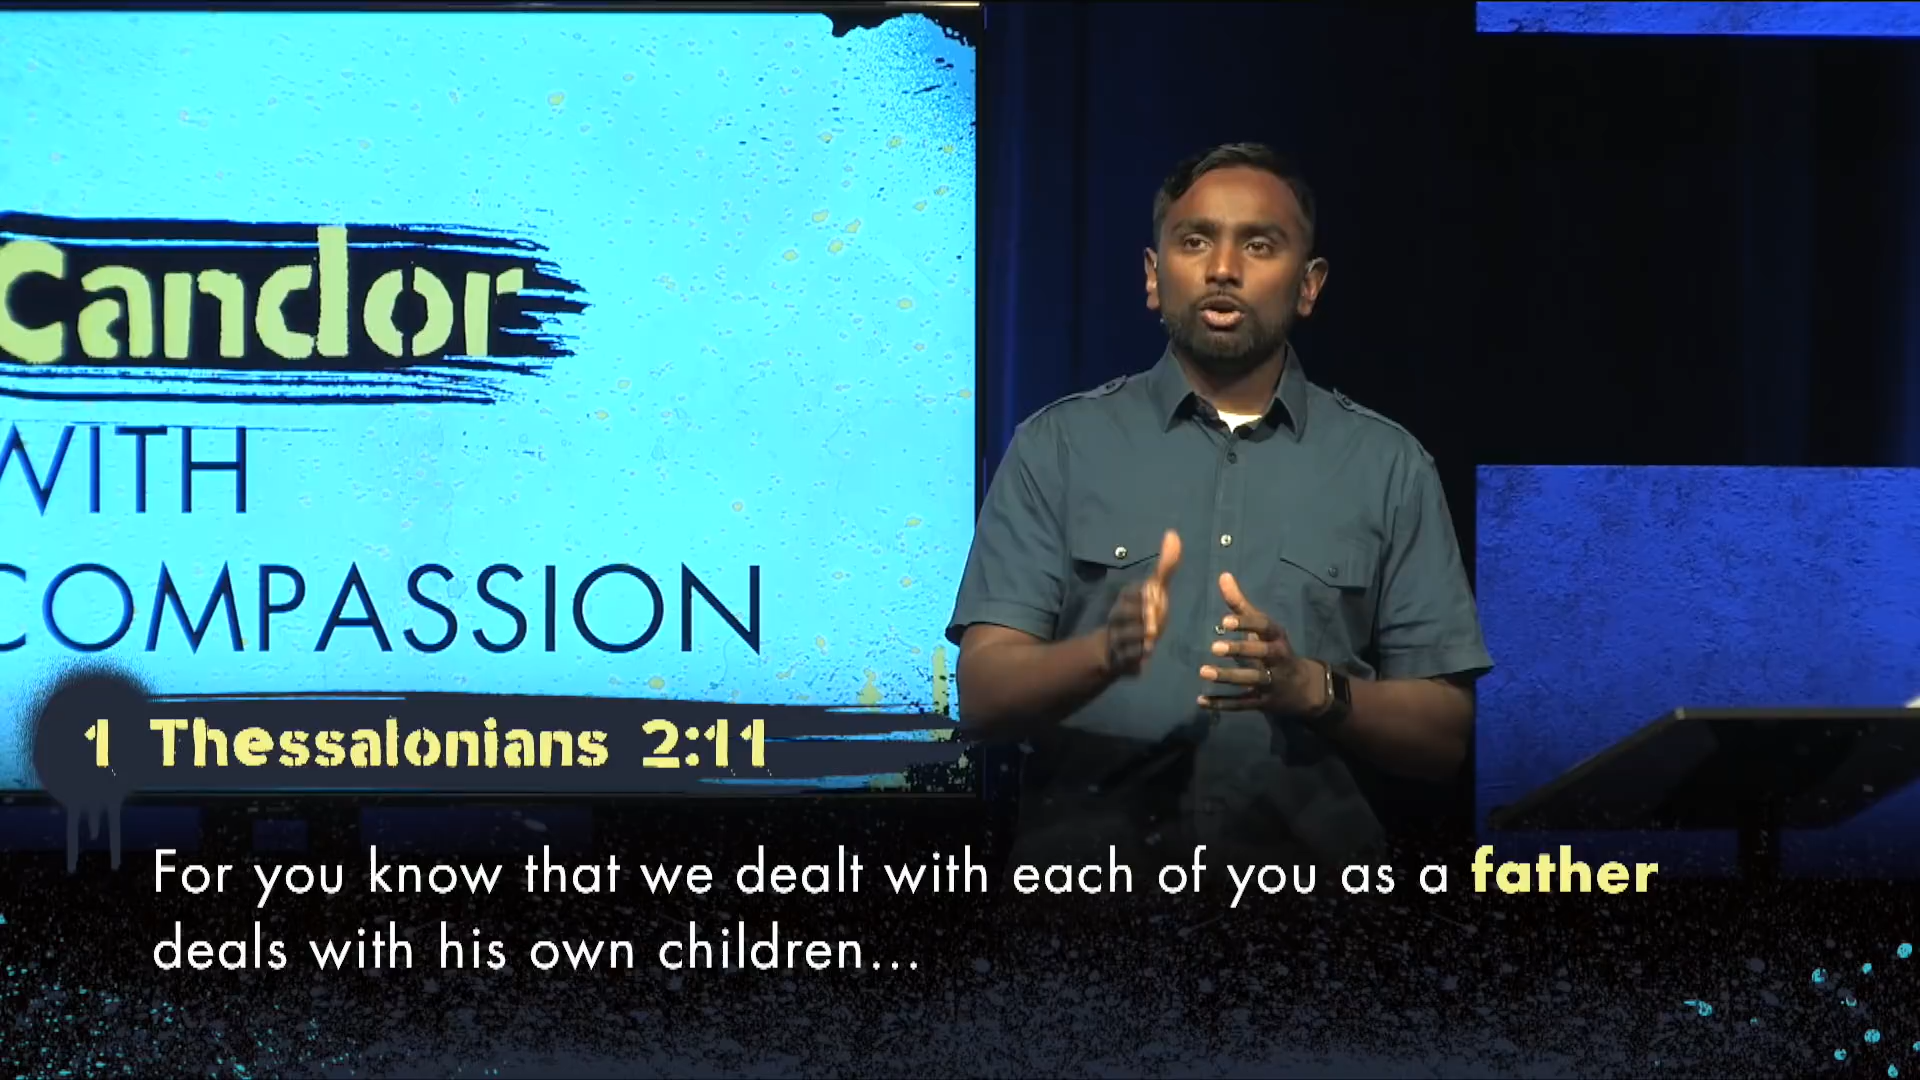 Candor
WITH
COMPASSION
1 Thessalonians 2:11
For you know that we dealt with each of you as a father
deals with his own children…